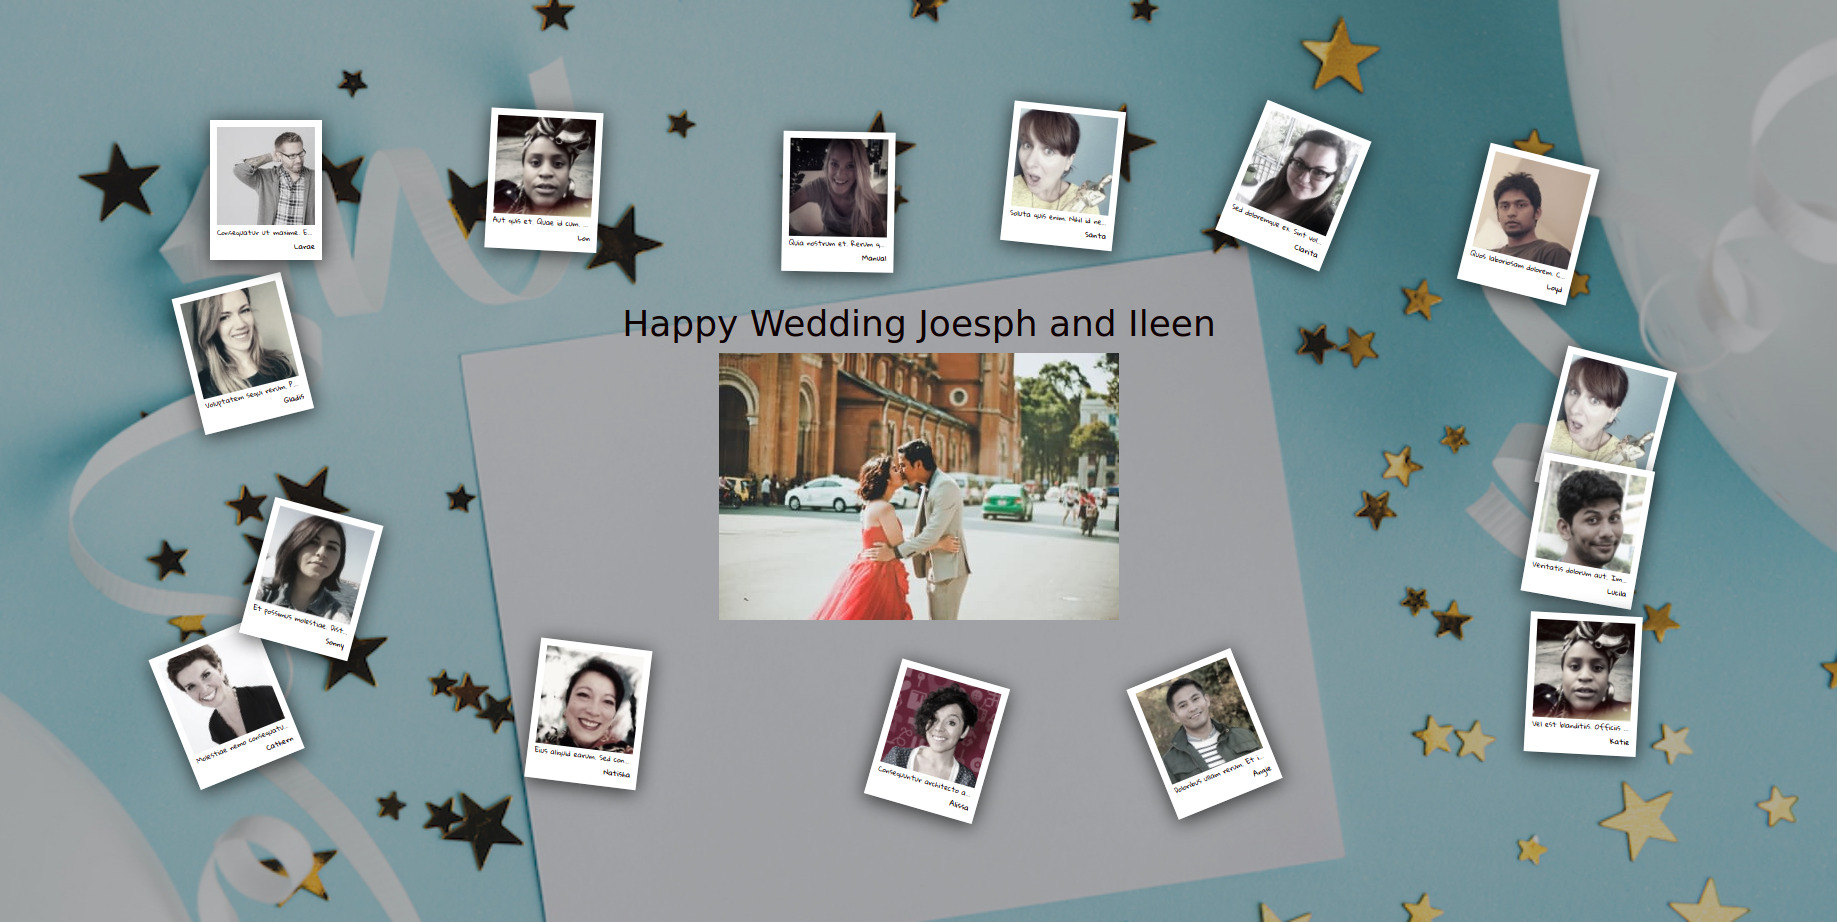 Consequatur ut maxime. E...
Larae
Aut quis et. Quae id cum. ...
Lon
Quia nostrum et. Rerum q...
Manual
Soluta quis enim. Nihil id ne...
Santa
Sed doloremque ex. Sint vol...
Clarita
Quos laboriosam dolorem. C...
Loyd
Happy Wedding Joesph and Ileen
Voluptatem sequi rerum. P...
Gladis
Et possimus molestiae. Dist...
Sonny
Veritatis dolorum aut. Im...
Lucila
Molestiae nemo consequatu...
Cathern
Eius aliquid earum. Sed con...
Natisha
Consequuntur architecto a...
Alissa
Doloribus ullam rerum. Et i...
Angie
Vel est blanditiis. Officiis ...
Katie